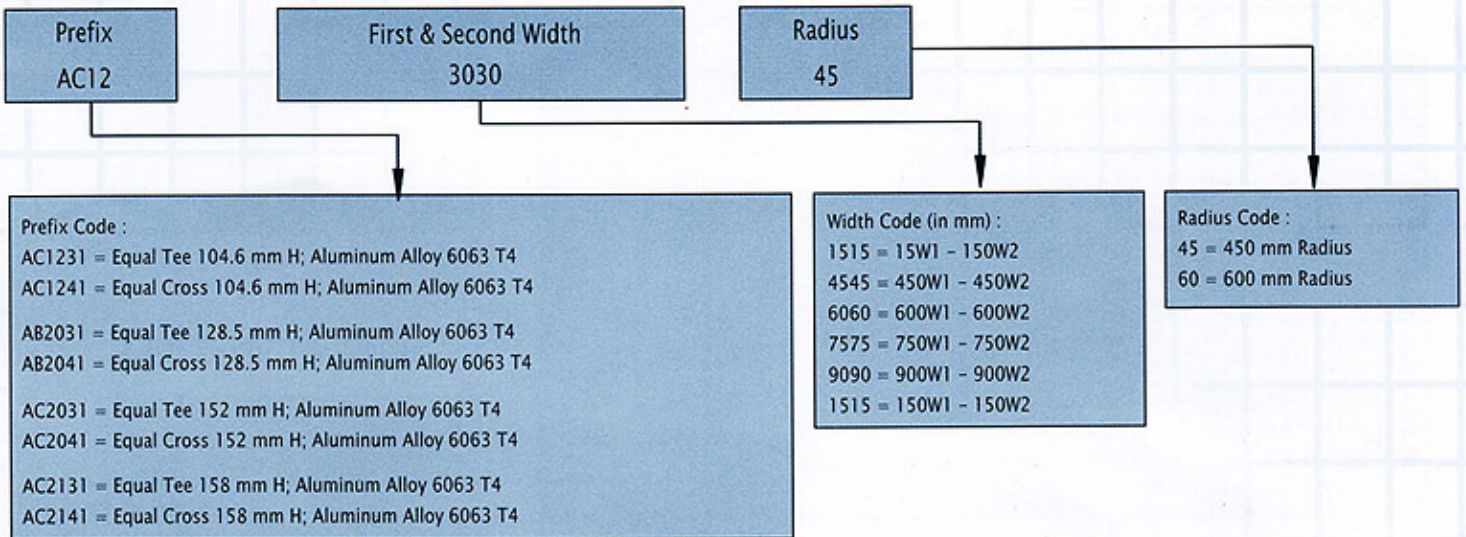 Prefix
AC12
First & Second Width
3030
Radius
45
Prefix Code :
AC1231 = Equal Tee 104.6 mm H; Aluminum Alloy 6063 T4
AC1241 = Equal Cross 104.6 mm H; Aluminum Alloy 6063 T4
AB2031 = Equal Tee 128.5 mm H; Aluminum Alloy 6063 T4
AB2041 = Equal Cross 128.5 mm H; Aluminum Alloy 6063 T4
AC2031 = Equal Tee 152 mm H; Aluminum Alloy 6063 T4
AC2041 = Equal Cross 152 mm H; Aluminum Alloy 6063 T4
AC2131 = Equal Tee 158 mm H; Aluminum Alloy 6063 T4
AC2141 = Equal Cross 158 mm H; Aluminum Alloy 6063 T4
Width Code (in mm) :
1515 = 15W1 – 150W2
4545 = 450W1 – 450W2
6060 = 600W1 – 600W2
7575 = 750W1 – 750W2
9090 = 900W1 – 900W2
1515 = 150W1 – 150W2
Radius Code :
45 = 450 mm Radius
60 = 600 mm Radius